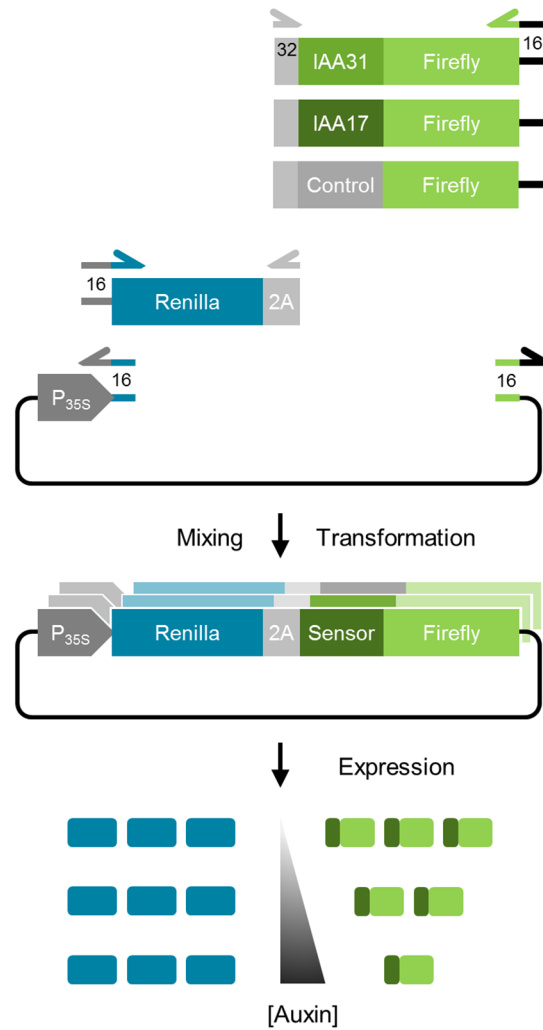 32 IAA31 Firefly 16
IAA17 Firefly
Control Firefly
16 Renilla 2A
P35S 16 16
Mixing Transformation
P35S Renilla 2A Sensor Firefly
Expression
[Auxin]